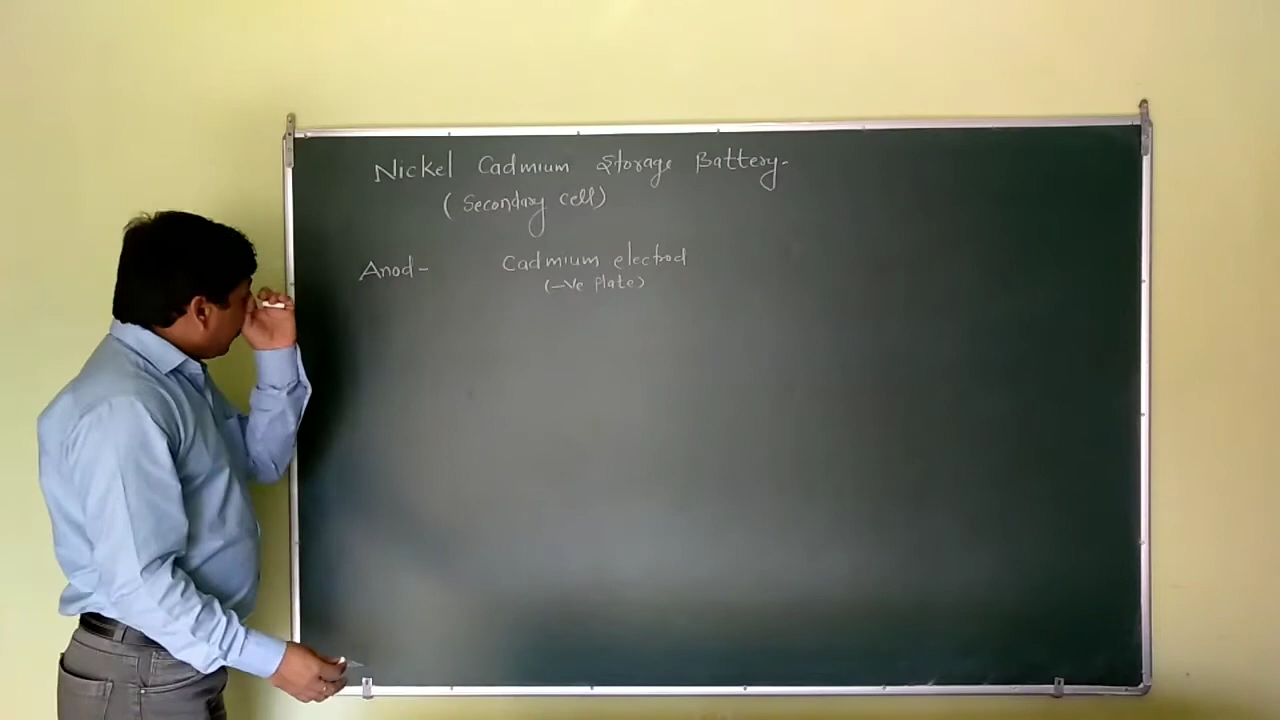 Nickel Cadmium Storage Battery-
(Secondary cell)
Anod- Cadmium electrod
(-Ve Plate)